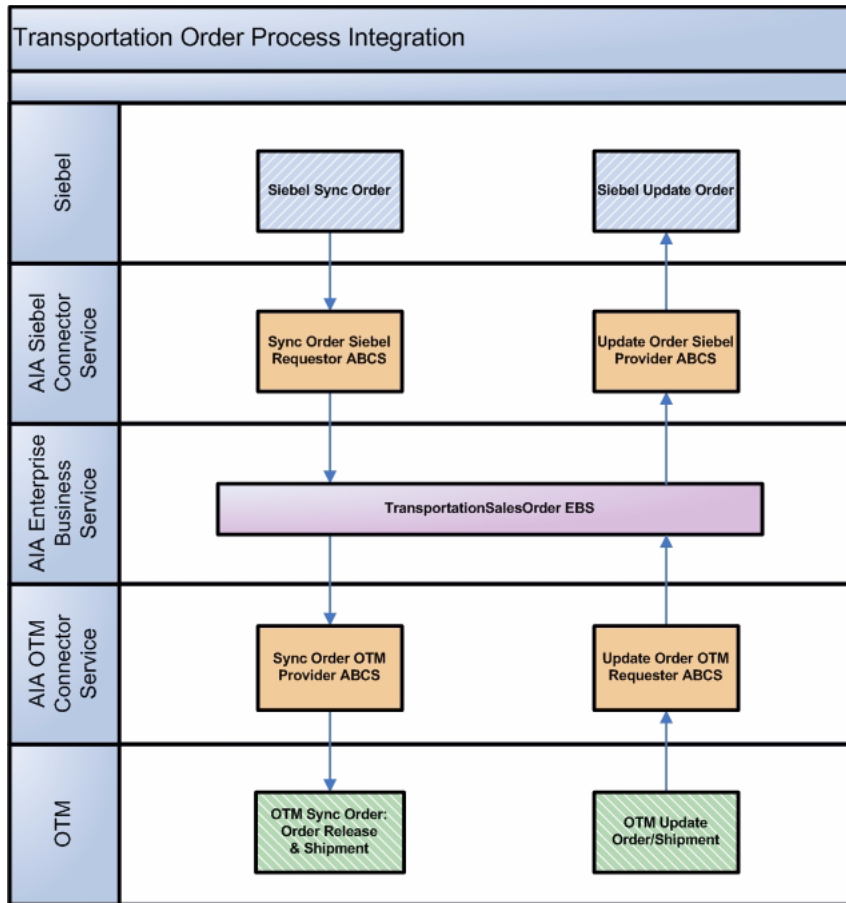 Transportation Order Process Integration
Siebel
Siebel Sync Order
Siebel Update Order
AIA Siebel
Connector
Service
Sync Order Siebel
Requestor ABCS
Update Order Siebel
Provider ABCS
AIA Enterprise
Business
Service
TransportationSalesOrder EBS
AIA OTM
Connector
Service
Sync Order OTM
Provider ABCS
Update Order OTM
Requester ABCS
OTM
OTM Sync Order:
Order Release
& Shipment
OTM Update
Order/Shipment